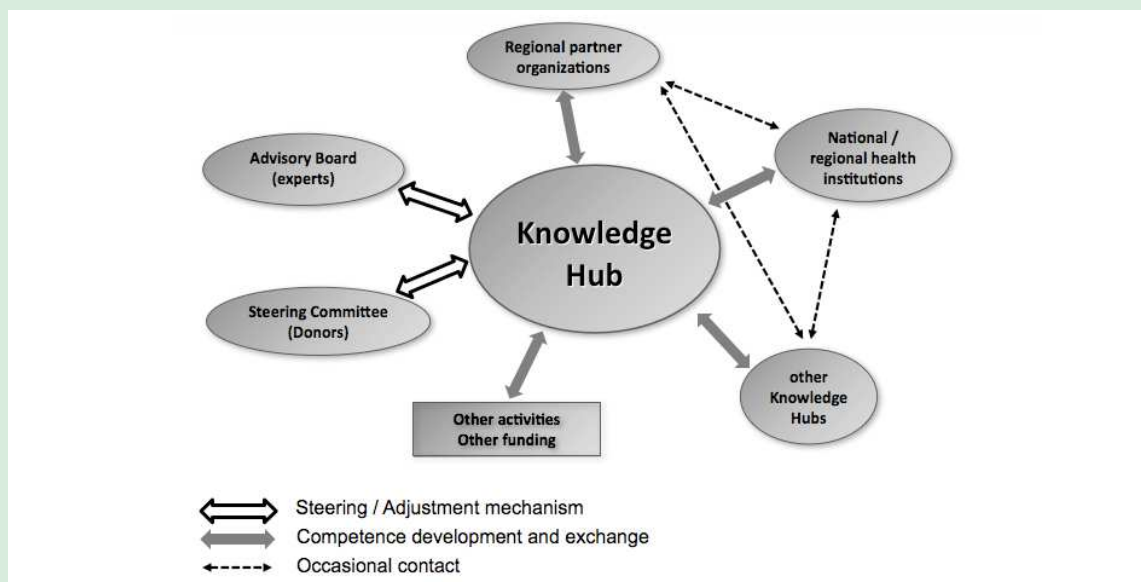 Regional partner
organizations
National /
regional health
institutions
Advisory Board
(experts)
Knowledge
Hub
Steering Committee
(Donors)
other
Knowledge
Hubs
Other activities
Other funding
Steering / Adjustment mechanism
Competence development and exchange
Occasional contact